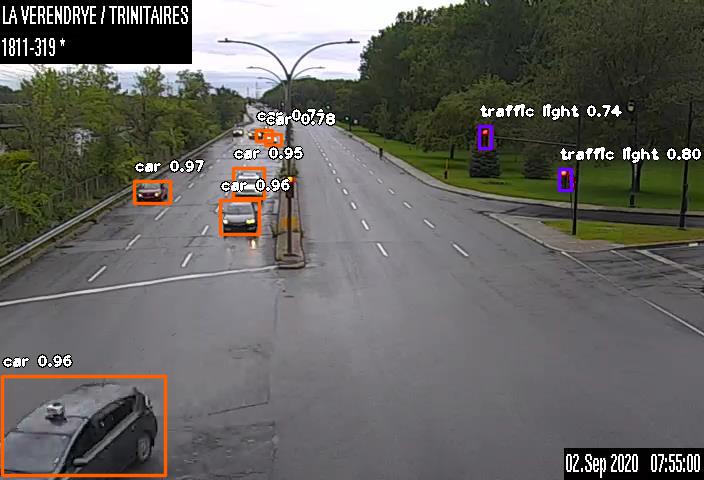 LA VERENDRYE / TRINITAIRES
1811-319 *
car 0.78
traffic light 0.74
car 0.97
car 0.95
traffic light 0.80
car 0.96
car 0.96
02.Sep 2020 07:55:00